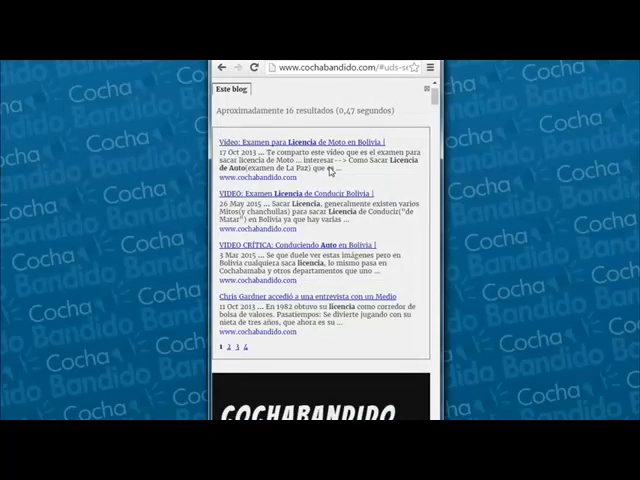 www.cochabandido.com/#uds-se
Este blog
Aproximadamente 16 resultados (0,47 segundos)
Vídeo: Examen para Licencia de Moto en Bolivia |
17 Oct 2013 ... Te comparto este vídeo que es el examen para
sacar licencia de Moto ... interesar--> Como Sacar Licencia
de Auto(examen de La Paz) que es ...
www.cochabandido.com
VIDEO: Examen Licencia de Conducir Bolivia |
26 May 2015 ... Sacar Licencia, generalmente existen varios
Mitos(y chanchullas) para sacar Licencia de Conducir("de
Matar") en Bolivia ya que hay varias ...
www.cochabandido.com
VIDEO CRÍTICA: Conduciendo Auto en Bolivia |
3 Mar 2015 ... Se que duele ver estas imágenes pero en
Bolivia cualquiera saca licencia, lo mismo pasa en
Cochabamaba y otros departamentos que uno ...
www.cochabandido.com
Chris Gardner accedió a una entrevista con un Medio
11 Oct 2013 ... En 1982 obtuvo su licencia como corredor de
bolsa de valores. Pasatiempos: Se divierte jugando con su
nieta de tres años, que ahora es su ...
www.cochabandido.com
1 2 3 4
COCHABANDIDO
Cocha
Bandido